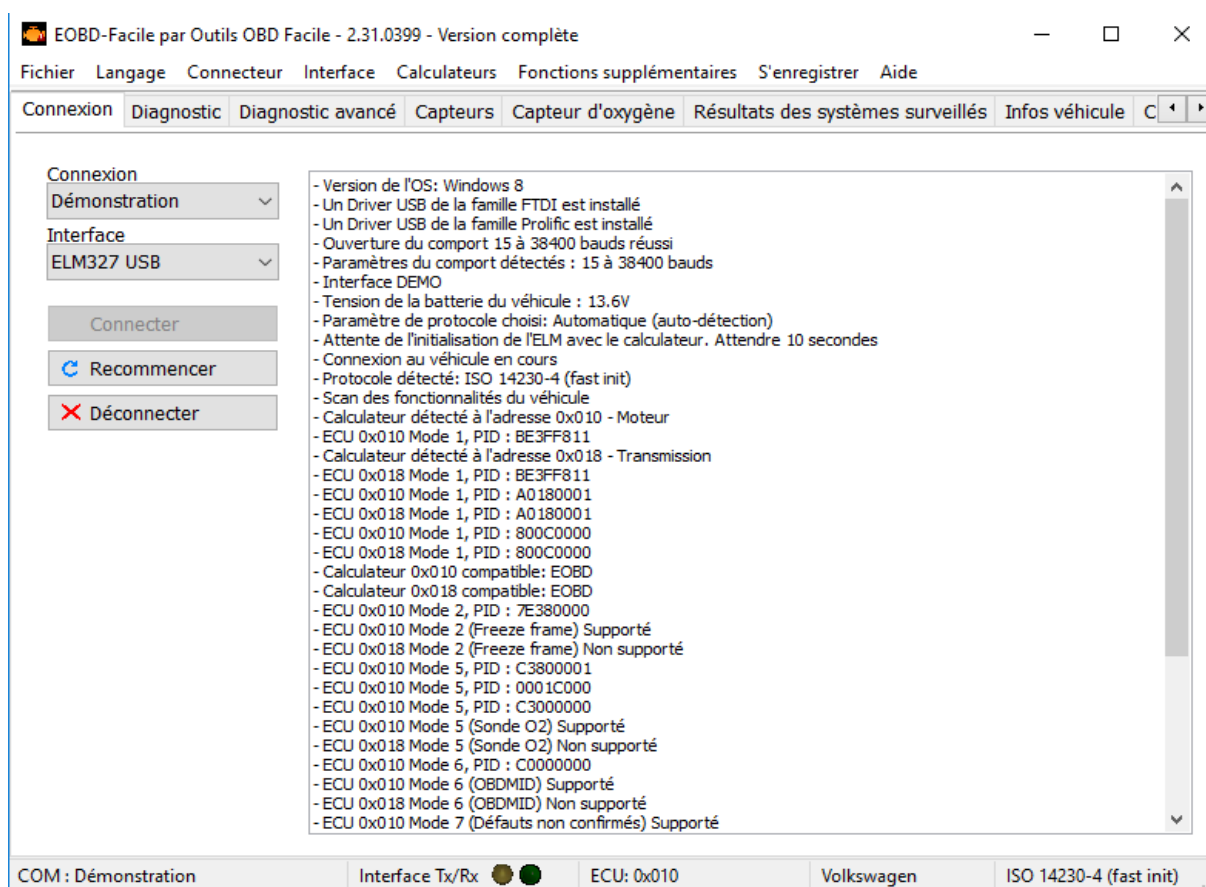 EOBD-Facile par Outils OBD Facile - 2.31.0399 - Version complète
Fichier Langage Connecteur Interface Calculateurs Fonctions supplémentaires S'enregistrer Aide
Connexion Diagnostic Diagnostic avancé Capteurs Capteur d'oxygène Résultats des systèmes surveillés Infos véhicule C
Connexion
Démonstration
Interface
ELM327 USB
Connecter
Recommencer
Déconnecter
- Version de l'OS: Windows 8
- Un Driver USB de la famille FTDI est installé
- Un Driver USB de la famille Prolific est installé
- Ouverture du comport 15 à 38400 bauds réussi
- Paramètres du comport détectés : 15 à 38400 bauds
- Interface DEMO
- Tension de la batterie du véhicule : 13.6V
- Paramètre de protocole choisi: Automatique (auto-détection)
- Attente de l'initialisation de l'ELM avec le calculateur. Attendre 10 secondes
- Connexion au véhicule en cours
- Protocole détecté: ISO 14230-4 (fast init)
- Scan des fonctionnalités du véhicule
- Calculateur détecté à l'adresse 0x010 - Moteur
- ECU 0x010 Mode 1, PID : BE3FF811
- Calculateur détecté à l'adresse 0x018 - Transmission
- ECU 0x018 Mode 1, PID : BE3FF811
- ECU 0x010 Mode 1, PID : A0180001
- ECU 0x018 Mode 1, PID : A0180001
- ECU 0x010 Mode 1, PID : 800C0000
- ECU 0x018 Mode 1, PID : 800C0000
- Calculateur 0x010 compatible: EOBD
- Calculateur 0x018 compatible: EOBD
- ECU 0x010 Mode 2, PID : 7E380000
- ECU 0x010 Mode 2 (Freeze frame) Supporté
- ECU 0x018 Mode 2 (Freeze frame) Non supporté
- ECU 0x010 Mode 5, PID : C3800001
- ECU 0x010 Mode 5, PID : 0001C000
- ECU 0x010 Mode 5, PID : C3000000
- ECU 0x010 Mode 5 (Sonde O2) Supporté
- ECU 0x018 Mode 5 (Sonde O2) Non supporté
- ECU 0x010 Mode 6, PID : C0000000
- ECU 0x010 Mode 6 (OBDMID) Supporté
- ECU 0x018 Mode 6 (OBDMID) Non supporté
- ECU 0x010 Mode 7 (Défauts non confirmés) Supporté
COM : Démonstration Interface Tx/Rx ECU: 0x010 Volkswagen ISO 14230-4 (fast init)